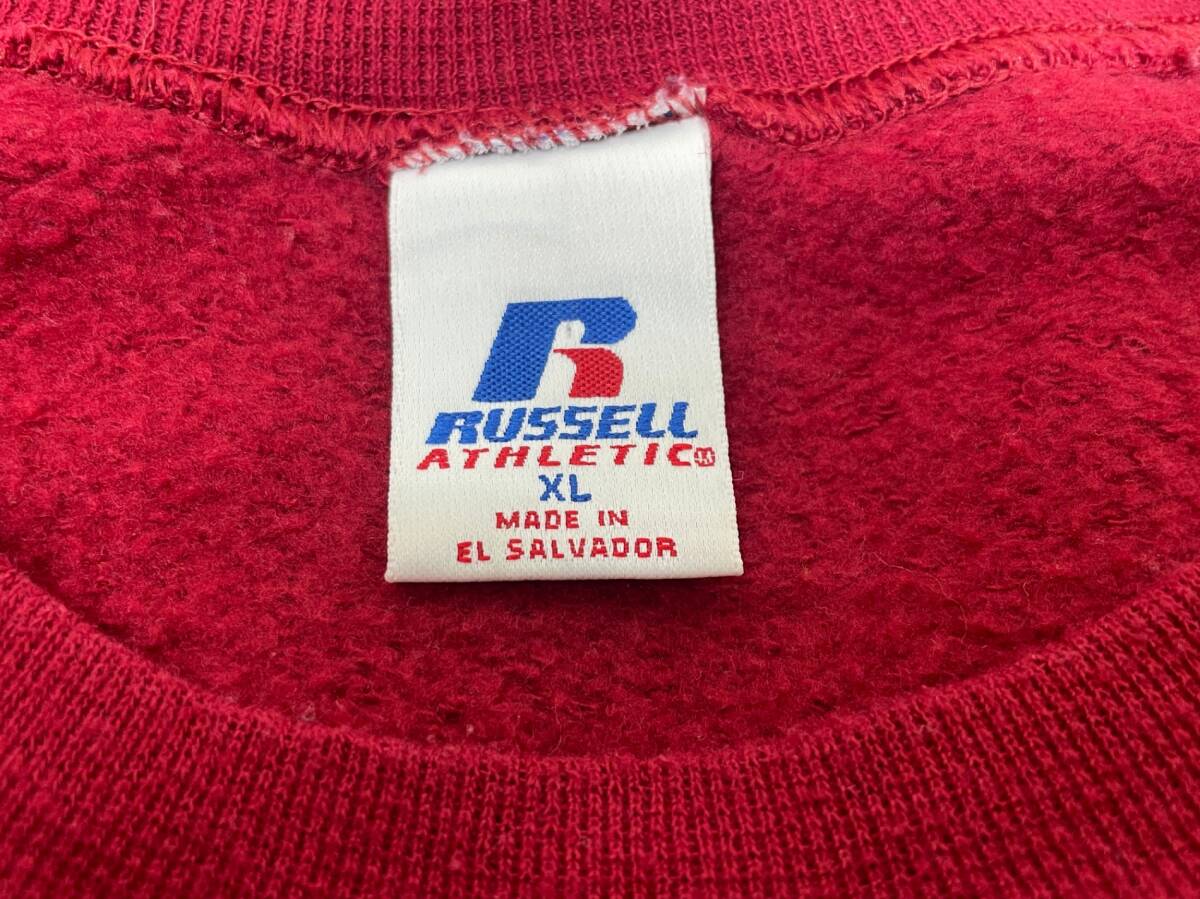 R
RUSSELL
ATHLETIC
XL
MADE IN
EL SALVADOR